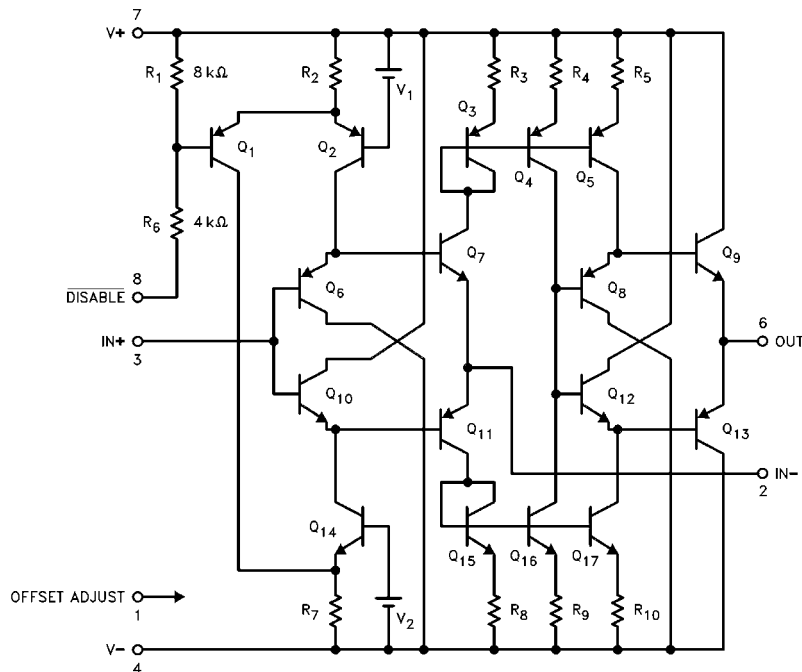 7
V+
R1 8 kΩ
R2
V1
R3
R4
R5
Q3
Q1
Q2
Q4
Q5
R6 4 kΩ
8
DISABLE
Q6
Q7
Q8
Q9
IN+
3
6
OUT
Q10
Q11
Q12
Q13
IN-
2
Q14
Q15
Q16
Q17
OFFSET ADJUST
1
R7
V2
R8
R9
R10
V-
4